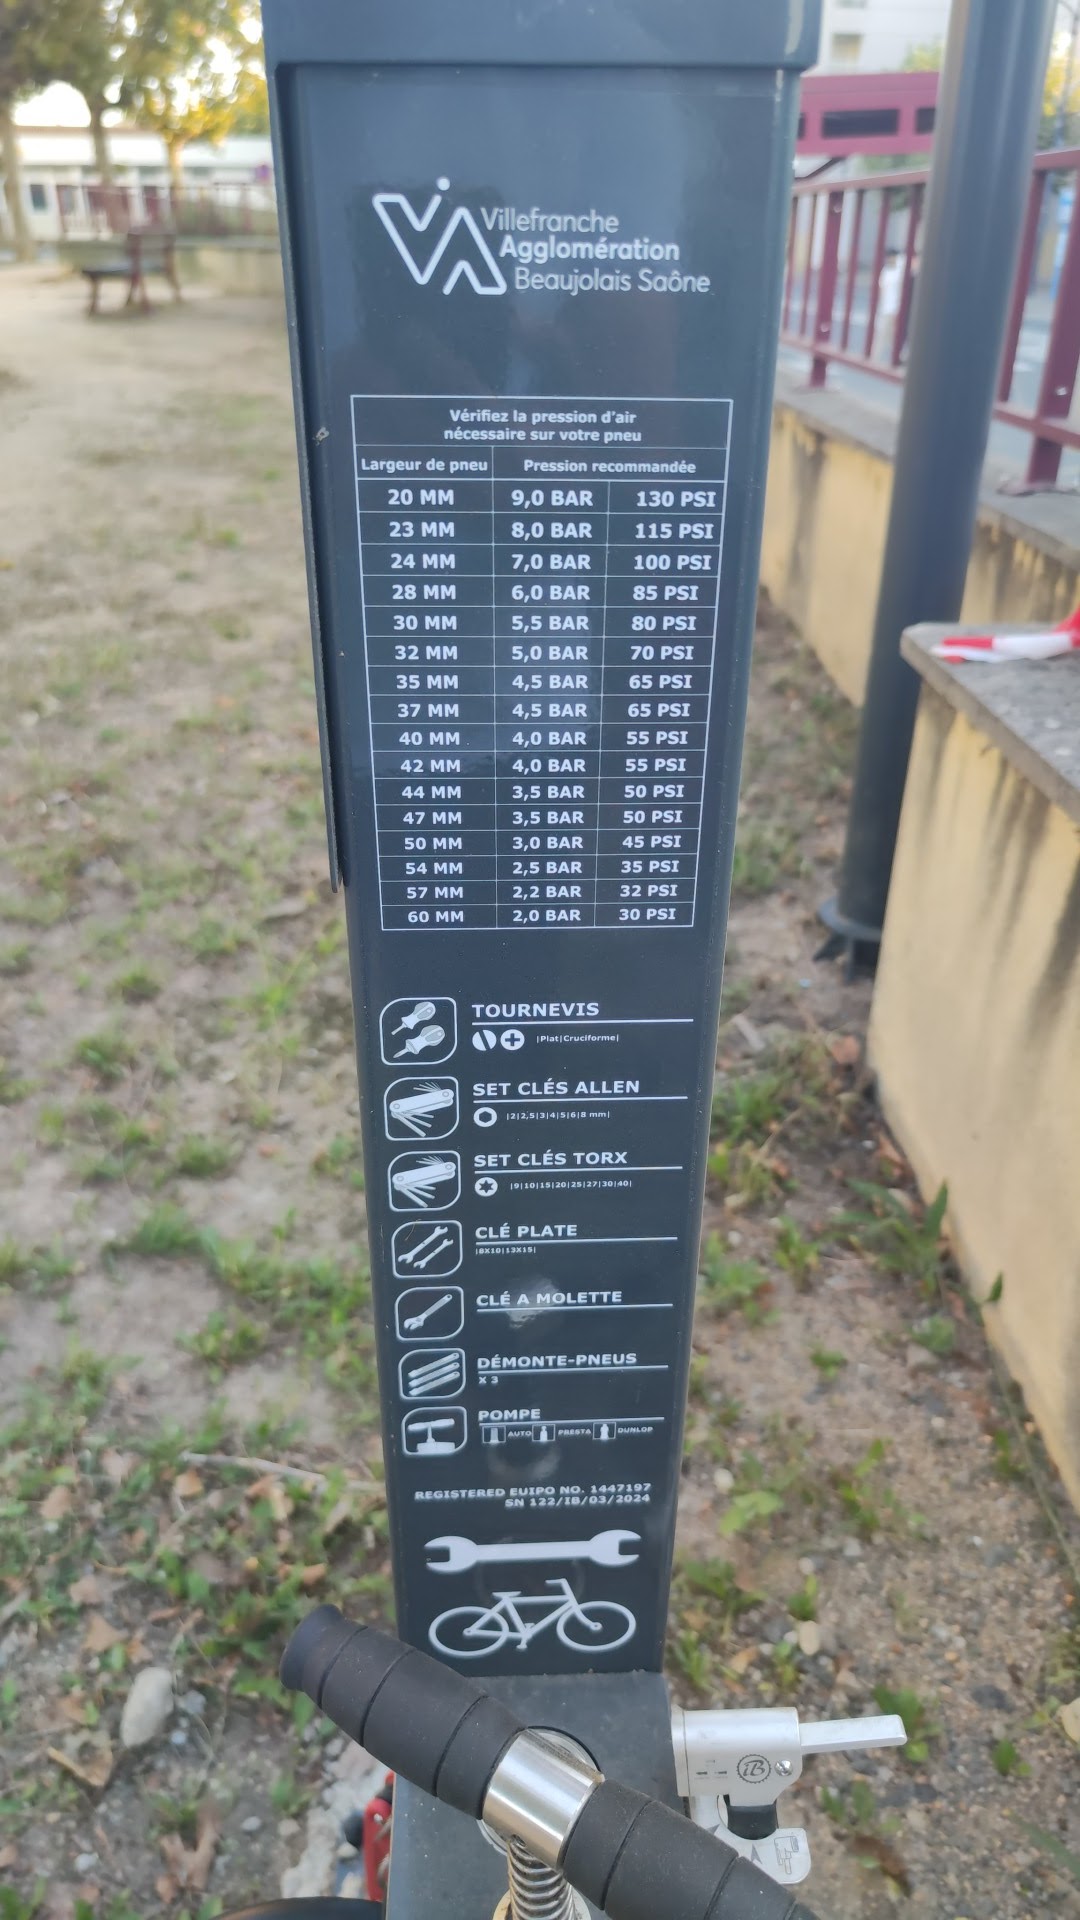 Villefranche
Agglomération
Beaujolais Saône
Vérifiez la pression d'air
nécessaire sur votre pneu
Largeur de pneu Pression recommandée
20 MM 9,0 BAR 130 PSI
23 MM 8,0 BAR 115 PSI
24 MM 7,0 BAR 100 PSI
28 MM 6,0 BAR 85 PSI
30 MM 5,5 BAR 80 PSI
32 MM 5,0 BAR 70 PSI
35 MM 4,5 BAR 65 PSI
37 MM 4,5 BAR 65 PSI
40 MM 4,0 BAR 55 PSI
42 MM 4,0 BAR 55 PSI
44 MM 3,5 BAR 50 PSI
47 MM 3,5 BAR 50 PSI
50 MM 3,0 BAR 45 PSI
54 MM 2,5 BAR 35 PSI
57 MM 2,2 BAR 32 PSI
60 MM 2,0 BAR 30 PSI
TOURNEVIS
|Plat|Cruciforme|
SET CLÉS ALLEN
|2|2,5|3|4|5|6|8 mm|
SET CLÉS TORX
|9|10|15|20|25|27|30|40|
CLÉ PLATE
|8X10|13X15|
CLÉ A MOLETTE
DÉMONTE-PNEUS
X 3
POMPE
AUTO PRESTA DUNLOP
REGISTERED EUIPO NO. 1447197
SN 122/IB/03/2024
iB